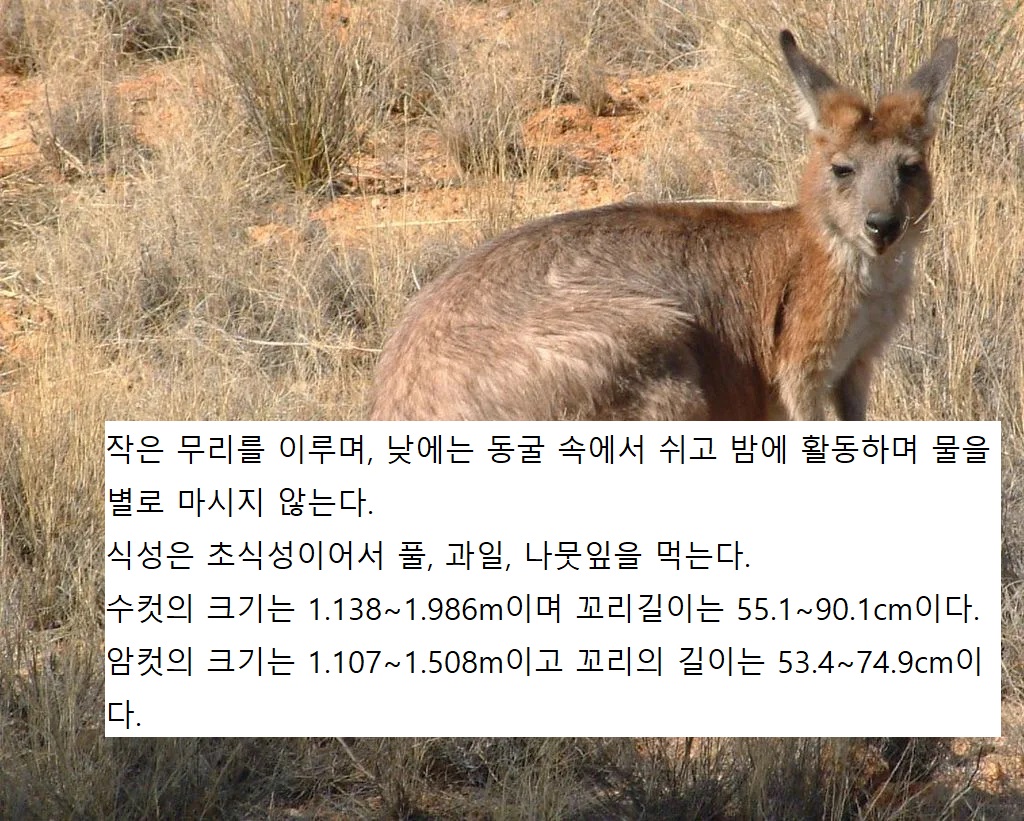 작은 무리를 이루며, 낮에는 동굴 속에서 쉬고 밤에 활동하며 물을
별로 마시지 않는다.
식성은 초식성이어서 풀, 과일, 나뭇잎을 먹는다.
수컷의 크기는 1.138~1.986m이며 꼬리길이는 55.1~90.1cm이다.
암컷의 크기는 1.107~1.508m이고 꼬리의 길이는 53.4~74.9cm이
다.